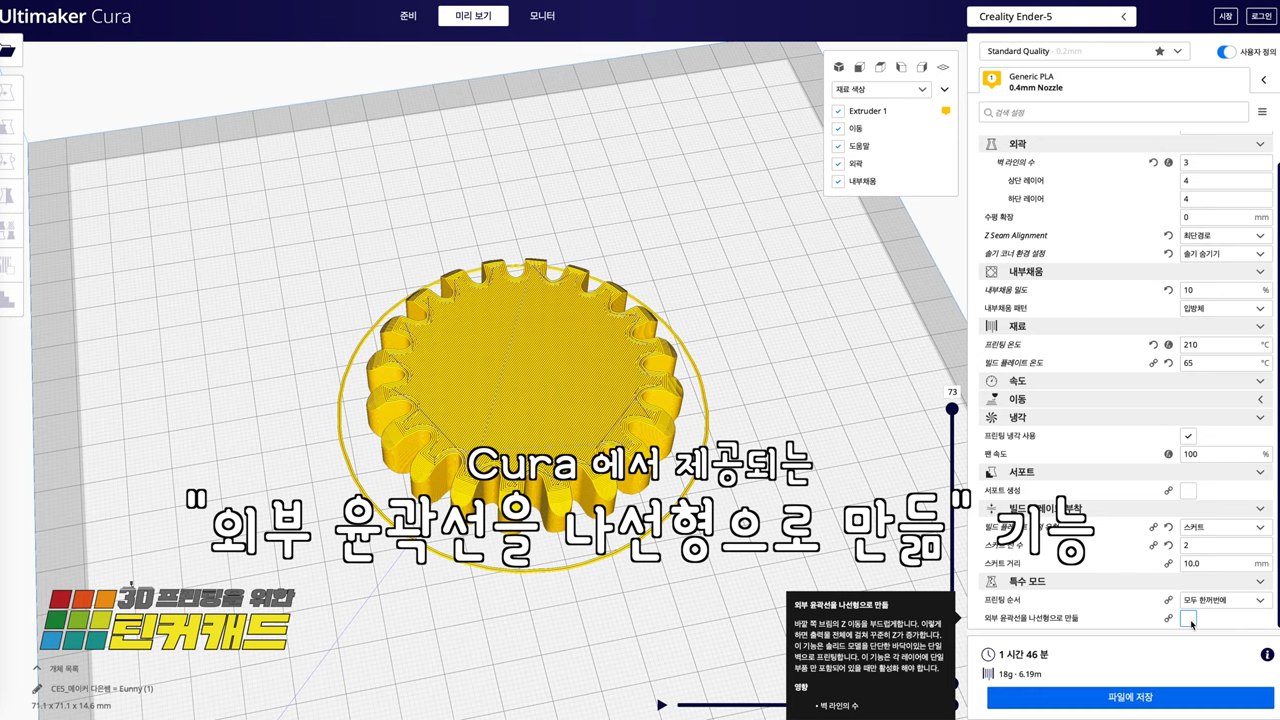 Ultimaker Cura
준비
미리 보기
모니터
Creality Ender-5
시장
로그인
Standard Quality - 0.2mm
사용자 정의
1
Generic PLA
0.4mm Nozzle
검색 설정
재료 색상
Extruder 1
이동
도움말
외곽
내부채움
외곽
벽 라인의 수
3
상단 레이어
4
하단 레이어
4
수평 확장
0 mm
Z Seam Alignment
최단경로
솔기 코너 환경 설정
솔기 숨기기
내부채움
내부채움 밀도
10 %
내부채움 패턴
입방체
재료
프린팅 온도
210 °C
빌드 플레이트 온도
65 °C
속도
이동
냉각
프린팅 냉각 사용
팬 속도
100 %
서포트
서포트 생성
스커트
2
스커트 거리
10.0 mm
특수 모드
프린팅 순서
모두 한꺼번에
외부 윤곽선을 나선형으로 만듦
73
Cura 에서 제공되는
"외부 윤곽선을 나선형으로 만듦" 기능
3D 프린팅을 위한
틴커캐드
개체 목록
CES_메이커 다은쌤 = Eunny (1)
71.1 x 71.1 x 14.6 mm
외부 윤곽선을 나선형으로 만듦
바깥 쪽 브림의 Z 이동을 부드럽게합니다. 이렇게
하면 출력물 전체에 걸쳐 꾸준히 Z가 증가합니다.
이 기능은 솔리드 모델을 단단한 바닥이있는 단일
벽으로 프린팅합니다. 이 기능은 각 레이어에 단일
부품 만 포함되어 있을 때만 활성화 해야 합니다.
영향
• 벽 라인의 수
1 시간 46 분
18g · 6.19m
파일에 저장